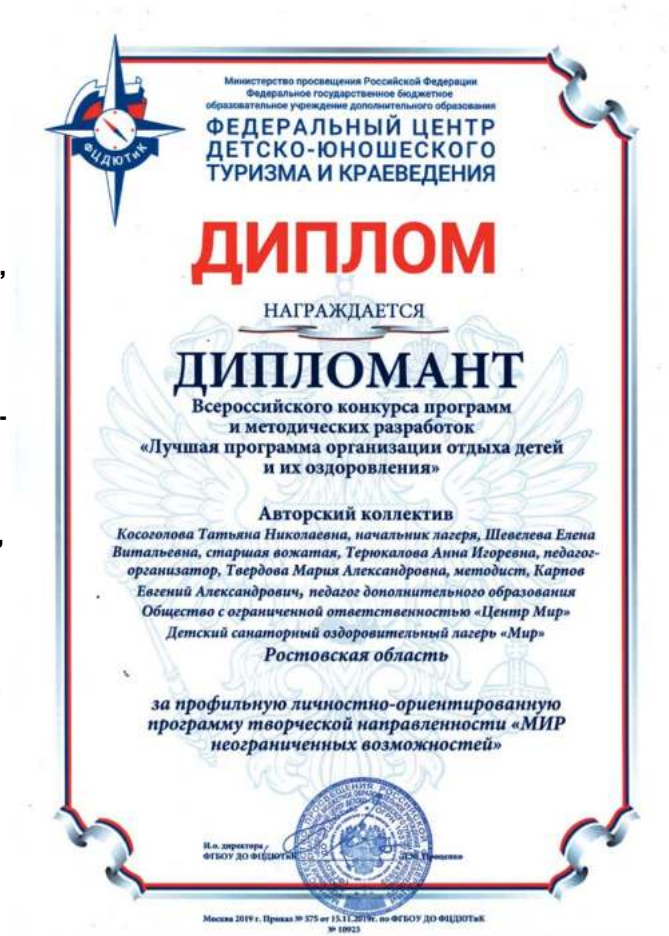 Министерство просвещения Российской Федерации
Федеральное государственное бюджетное
образовательное учреждение дополнительного образования
ФЕДЕРАЛЬНЫЙ ЦЕНТР
ДЕТСКО-ЮНОШЕСКОГО
ТУРИЗМА И КРАЕВЕДЕНИЯ
ФЦДЮТиК
ДИПЛОМ
НАГРАЖДАЕТСЯ
ДИПЛОМАНТ
Всероссийского конкурса программ
и методических разработок
«Лучшая программа организации отдыха детей
и их оздоровления»
Авторский коллектив
Косоголова Татьяна Николаевна, начальник лагеря, Шевелева Елена
Витальевна, старшая вожатая, Терюкалова Анна Игоревна, педагог-
организатор, Твердова Мария Александровна, методист, Карпов
Евгений Александрович, педагог дополнительного образования
Общество с ограниченной ответственностью «Центр Мир»
Детский санаторный оздоровительный лагерь «Мир»
Ростовская область
за профильную личностно-ориентированную
программу творческой направленности «МИР
неограниченных возможностей»
И.о. директора
ФГБОУ ДО ФЦДЮТиК
Москва 2019 г. Приказ № 575 от 15.11.2019г. по ФГБОУ ДО ФЦДЮТиК
№ 10923